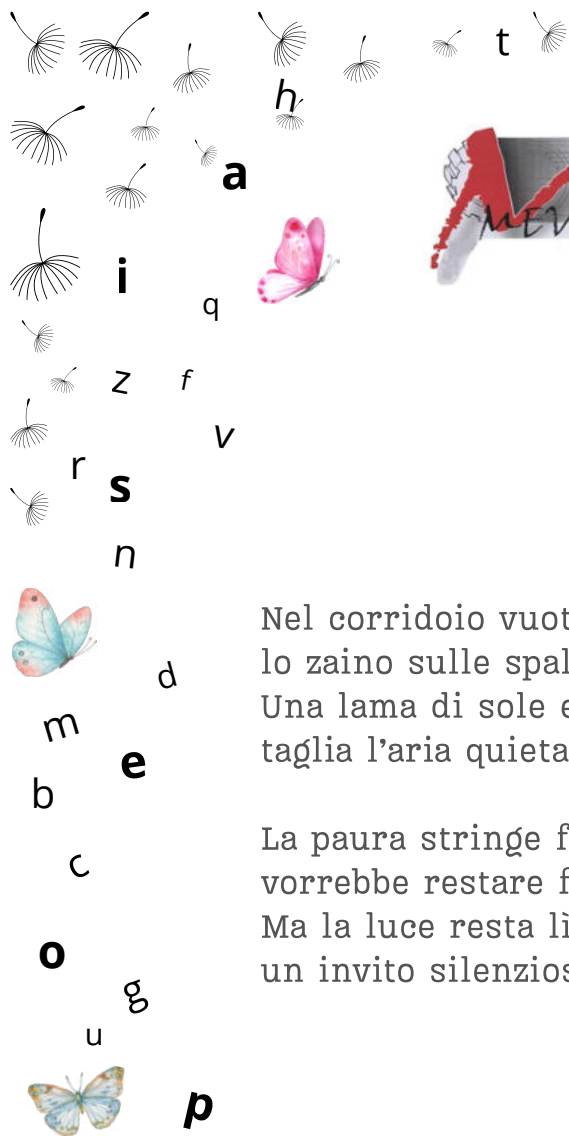 t
h
a
i
q
z f
v
r
s
n
d
m
e
b
c
o
g
u
p
MEV
Nel corridoio vuot
lo zaino sulle spal
Una lama di sole e
taglia l'aria quieta
La paura stringe f
vorrebbe restare f
Ma la luce resta lì
un invito silenzios